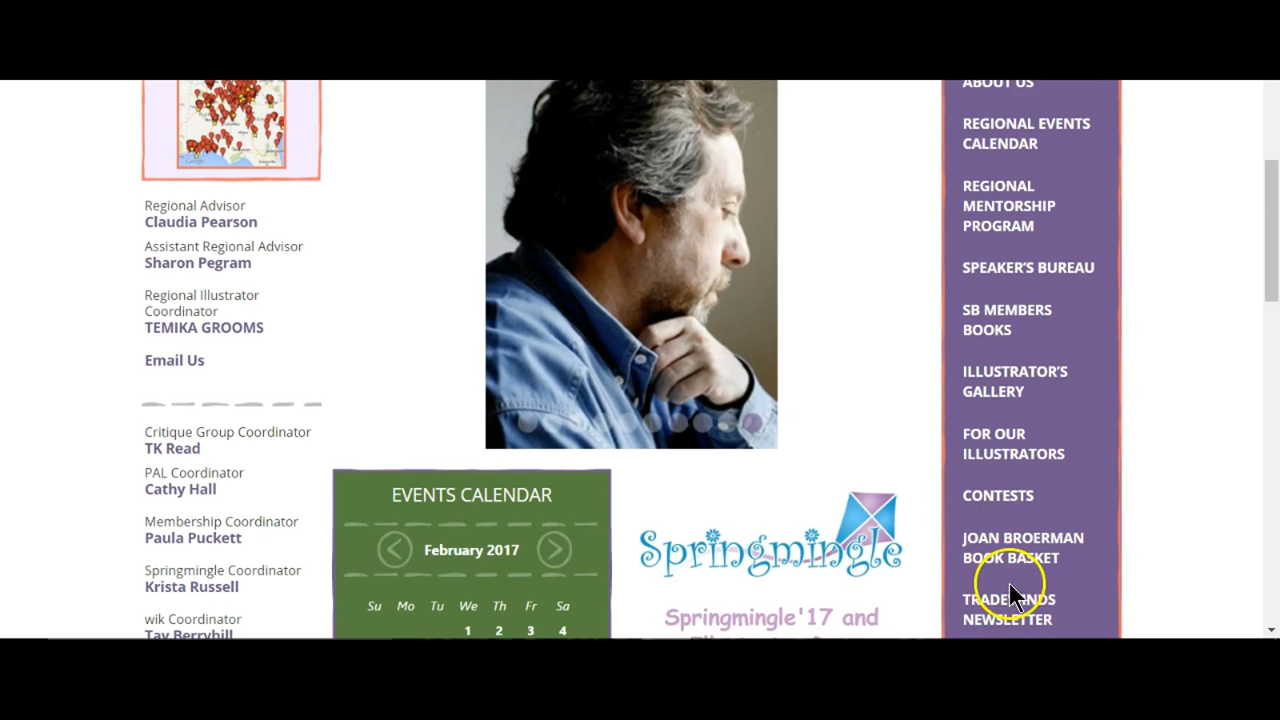 Regional Advisor
Claudia Pearson
Assistant Regional Advisor
Sharon Pegram
Regional Illustrator
Coordinator
TEMIKA GROOMS
Email Us
Critique Group Coordinator
TK Read
PAL Coordinator
Cathy Hall
Membership Coordinator
Paula Puckett
Springmingle Coordinator
Krista Russell
wik Coordinator
Tay Berryhill
EVENTS CALENDAR
February 2017
Su Mo Tu We Th Fr Sa
1 2 3 4
Springmingle
Springmingle'17 and
ABOUT US
REGIONAL EVENTS
CALENDAR
REGIONAL
MENTORSHIP
PROGRAM
SPEAKER'S BUREAU
SB MEMBERS
BOOKS
ILLUSTRATOR'S
GALLERY
FOR OUR
ILLUSTRATORS
CONTESTS
JOAN BROERMAN
BOOK BASKET
NEWSLETTER